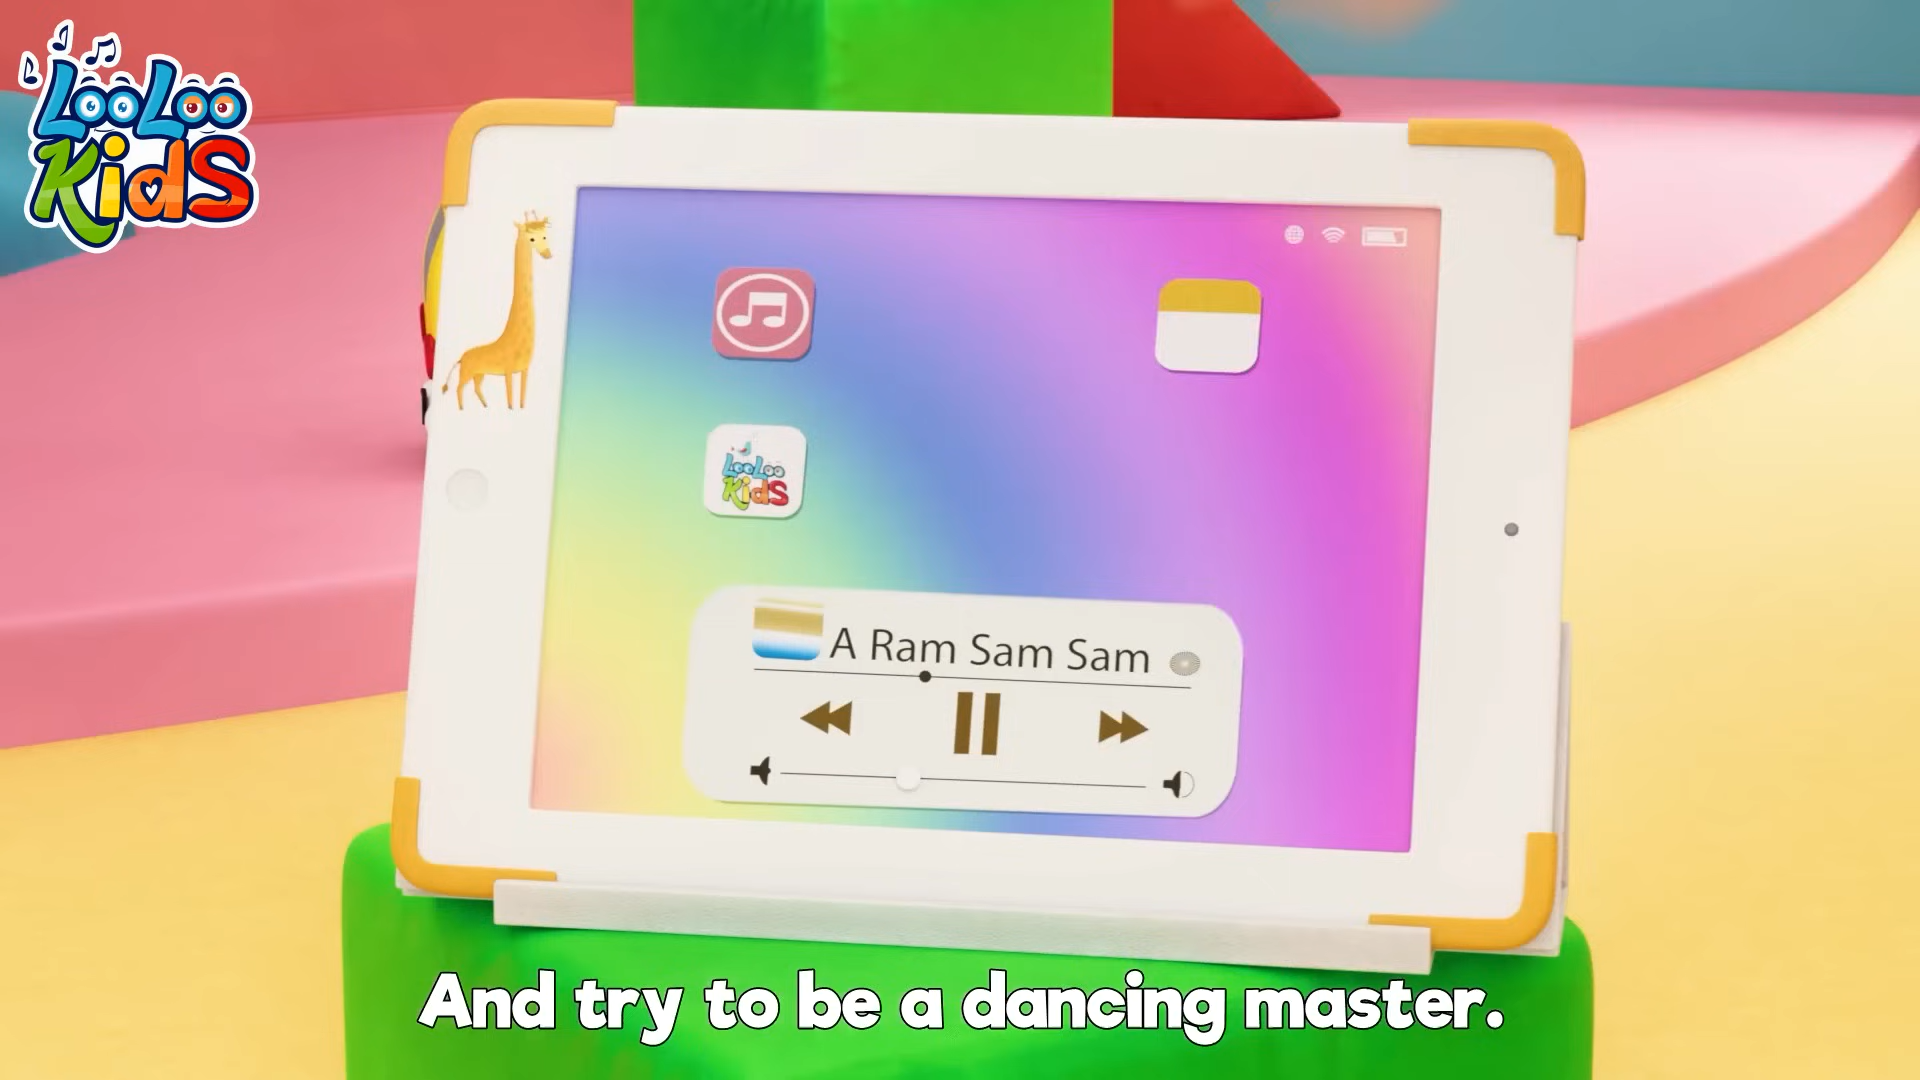 LooLoo
Kids
LooLoo
Kids
A Ram Sam Sam
And try to be a dancing master.